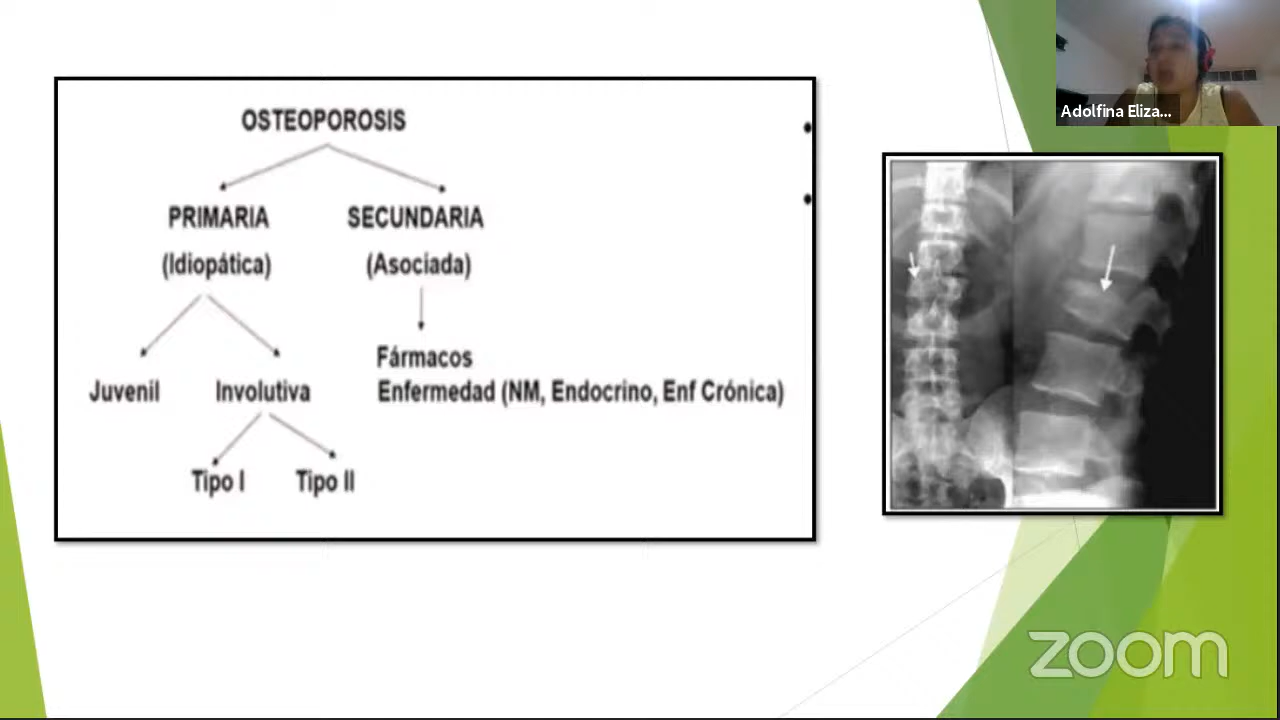 Adolfina Eliza...
OSTEOPOROSIS
PRIMARIA
SECUNDARIA
(Idiopática)
(Asociada)
Fármacos
Juvenil
Involutiva
Enfermedad (NM, Endocrino, Enf Crónica)
Tipo I
Tipo II
zoom